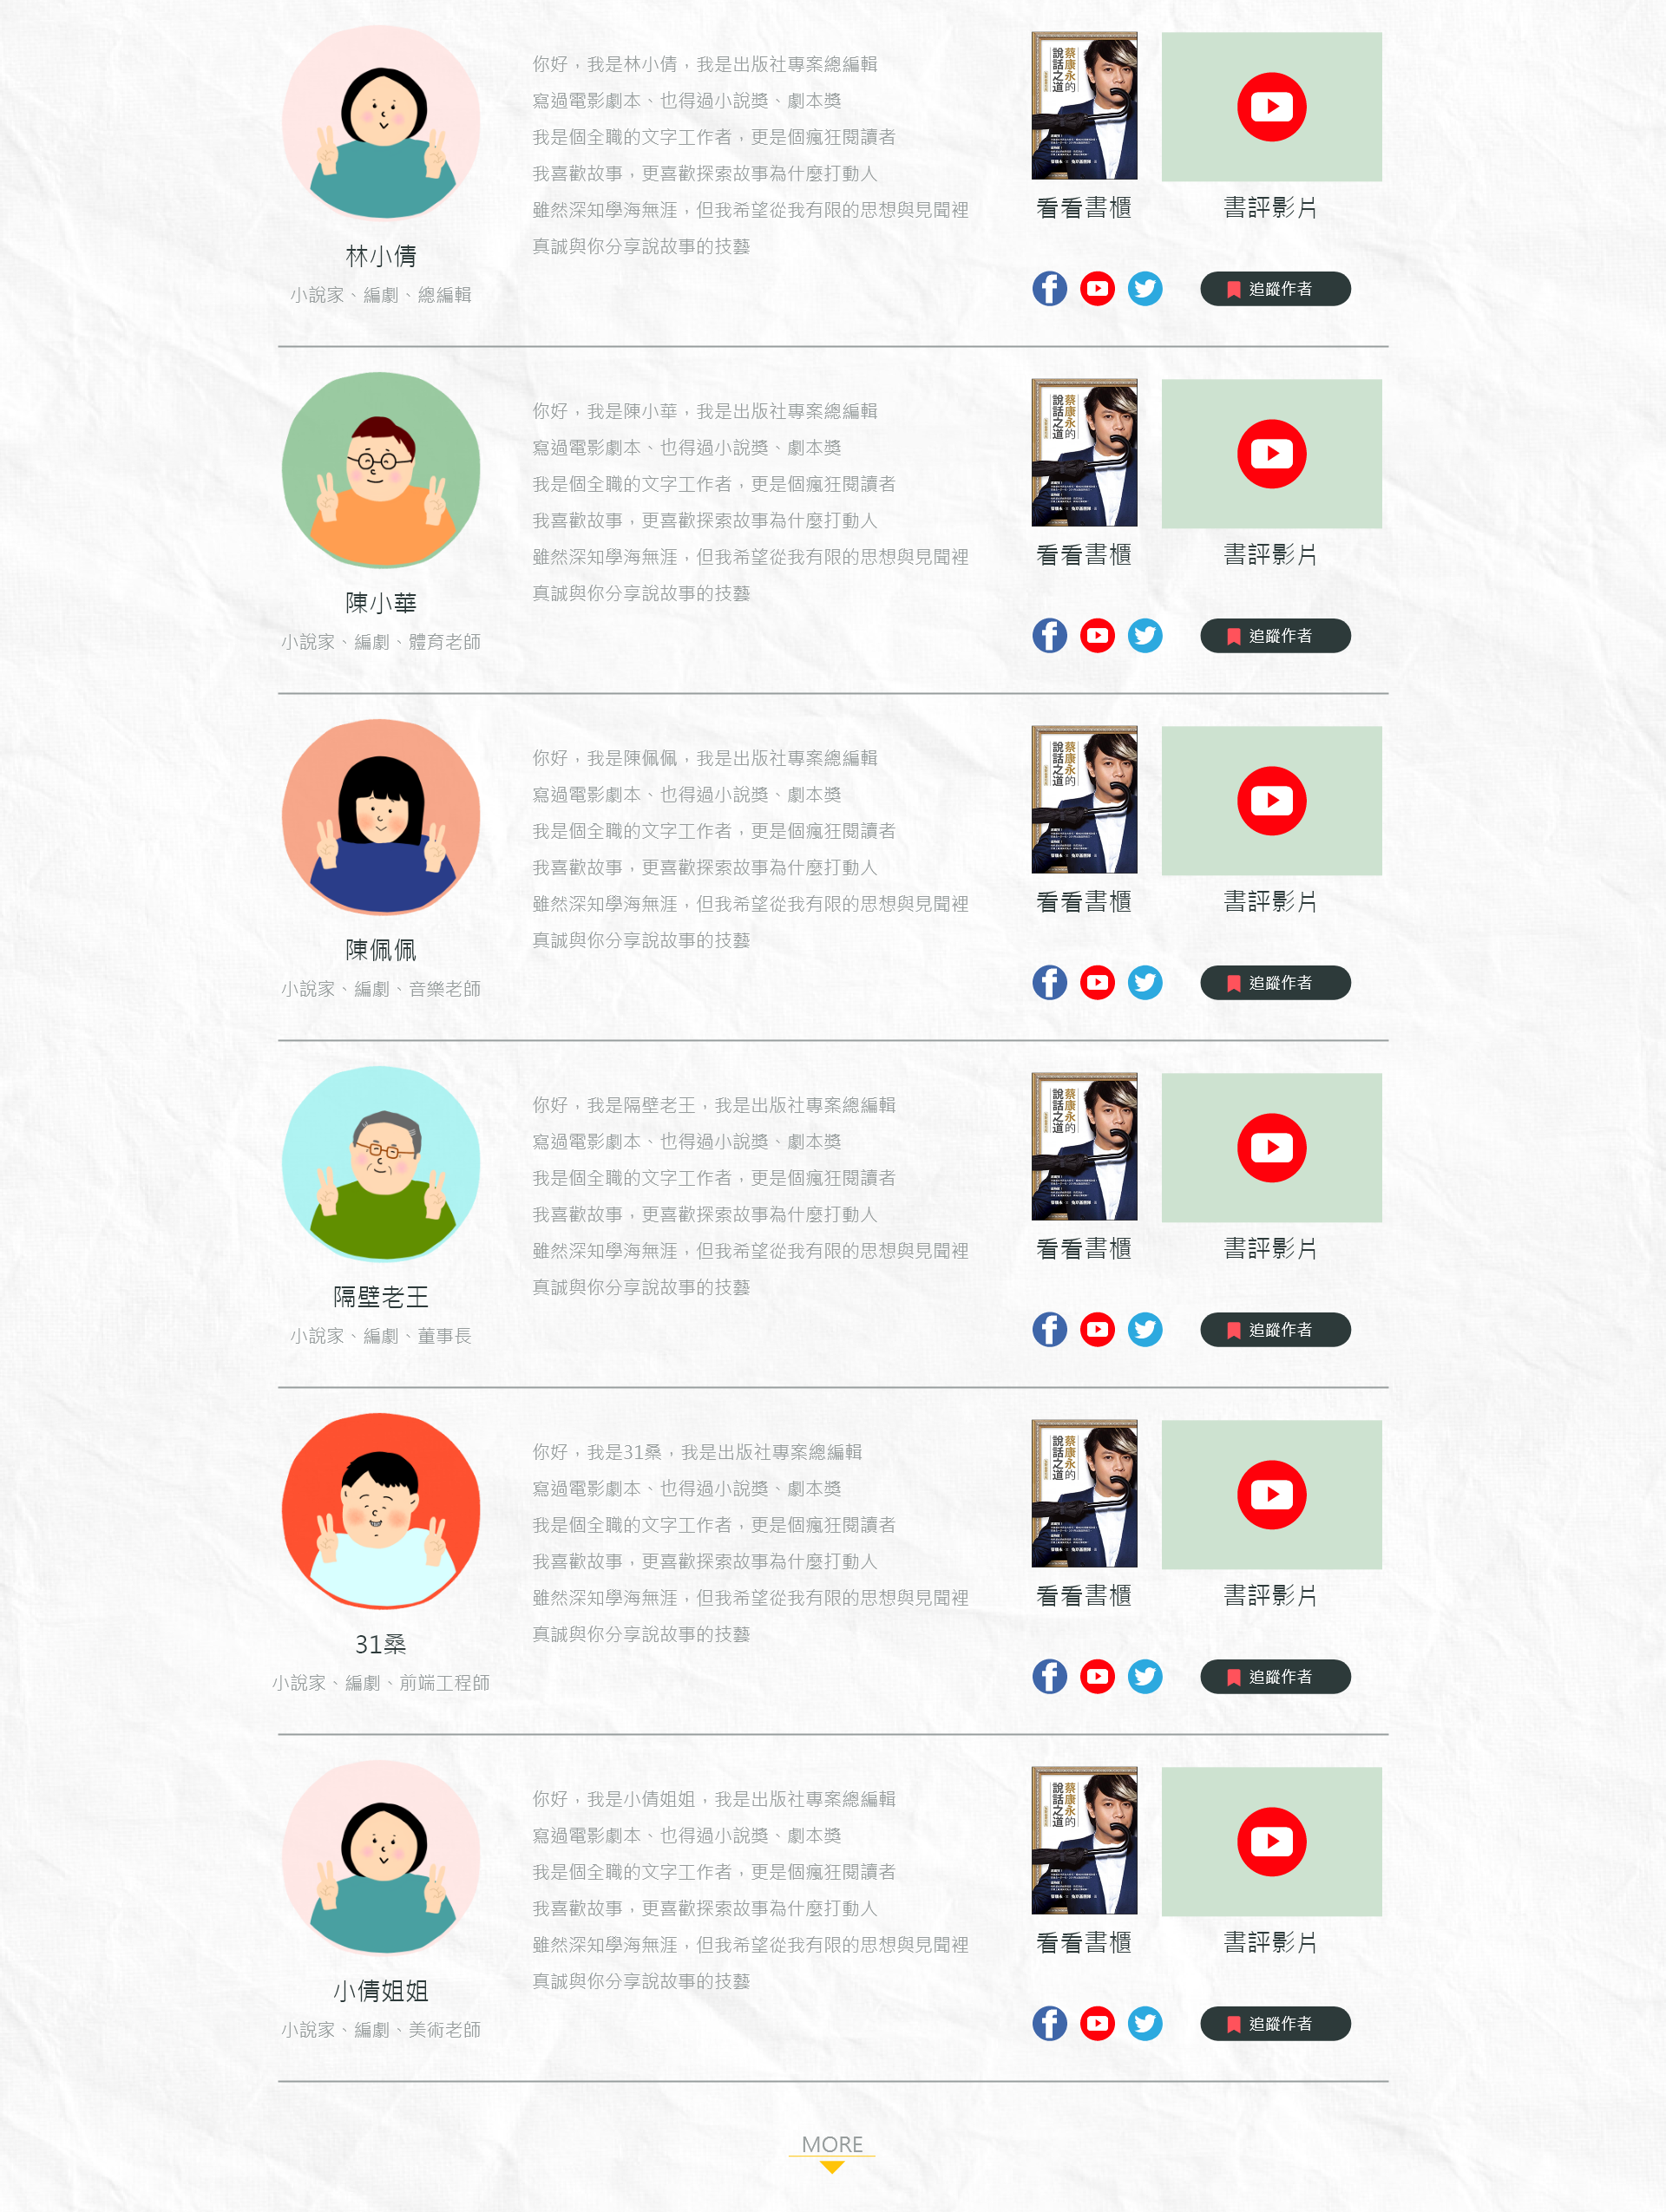 你好，我是林小倩，我是出版社專案總編輯
寫過電影劇本、也得過小說獎、劇本獎
我是個全職的文字工作者，更是個瘋狂閱讀者
我喜歡故事，更喜歡探索故事為什麼打動人
雖然深知學海無涯，但我希望從我有限的思想與見聞裡
真誠與你分享說故事的技藝
林小倩
小說家、編劇、總編輯
蔡康永的
說話之道
看看書櫃
書評影片
追蹤作者
你好，我是陳小華，我是出版社專案總編輯
寫過電影劇本、也得過小說獎、劇本獎
我是個全職的文字工作者，更是個瘋狂閱讀者
我喜歡故事，更喜歡探索故事為什麼打動人
雖然深知學海無涯，但我希望從我有限的思想與見聞裡
真誠與你分享說故事的技藝
陳小華
小說家、編劇、體育老師
蔡康永的
說話之道
看看書櫃
書評影片
追蹤作者
你好，我是陳佩佩，我是出版社專案總編輯
寫過電影劇本、也得過小說獎、劇本獎
我是個全職的文字工作者，更是個瘋狂閱讀者
我喜歡故事，更喜歡探索故事為什麼打動人
雖然深知學海無涯，但我希望從我有限的思想與見聞裡
真誠與你分享說故事的技藝
陳佩佩
小說家、編劇、音樂老師
蔡康永的
說話之道
看看書櫃
書評影片
追蹤作者
你好，我是隔壁老王，我是出版社專案總編輯
寫過電影劇本、也得過小說獎、劇本獎
我是個全職的文字工作者，更是個瘋狂閱讀者
我喜歡故事，更喜歡探索故事為什麼打動人
雖然深知學海無涯，但我希望從我有限的思想與見聞裡
真誠與你分享說故事的技藝
隔壁老王
小說家、編劇、董事長
蔡康永的
說話之道
看看書櫃
書評影片
追蹤作者
你好，我是31桑，我是出版社專案總編輯
寫過電影劇本、也得過小說獎、劇本獎
我是個全職的文字工作者，更是個瘋狂閱讀者
我喜歡故事，更喜歡探索故事為什麼打動人
雖然深知學海無涯，但我希望從我有限的思想與見聞裡
真誠與你分享說故事的技藝
31桑
小說家、編劇、前端工程師
蔡康永的
說話之道
看看書櫃
書評影片
追蹤作者
你好，我是小倩姐姐，我是出版社專案總編輯
寫過電影劇本、也得過小說獎、劇本獎
我是個全職的文字工作者，更是個瘋狂閱讀者
我喜歡故事，更喜歡探索故事為什麼打動人
雖然深知學海無涯，但我希望從我有限的思想與見聞裡
真誠與你分享說故事的技藝
小倩姐姐
小說家、編劇、美術老師
蔡康永的
說話之道
看看書櫃
書評影片
追蹤作者
MORE